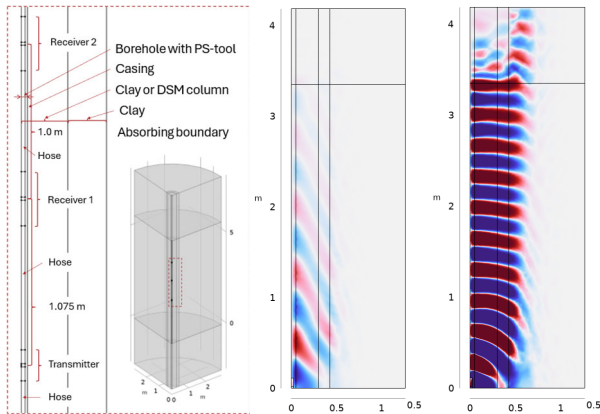 Receiver 2
Borehole with PS-tool
Casing
Clay or DSM column
Clay
1.0 m
Absorbing boundary
Hose
Receiver 1
Hose
1.075 m
Transmitter
Hose
5
0
2
1
0 0
1
2
4
3
m
2
1
0
0
0.5
1.0
1.5
4
3
m
2
1
0
0
0.5
1.0
1.5